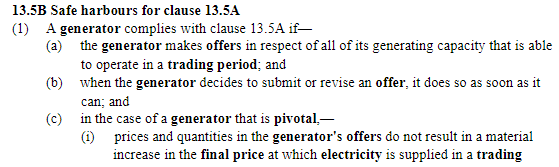 13.5B Safe harbours for clause 13.5A
(1) A generator complies with clause 13.5A if—
(a) the generator makes offers in respect of all of its generating capacity that is able
to operate in a trading period; and
(b) when the generator decides to submit or revise an offer, it does so as soon as it
can; and
(c) in the case of a generator that is pivotal,—
(i) prices and quantities in the generator's offers do not result in a material
increase in the final price at which electricity is supplied in a trading